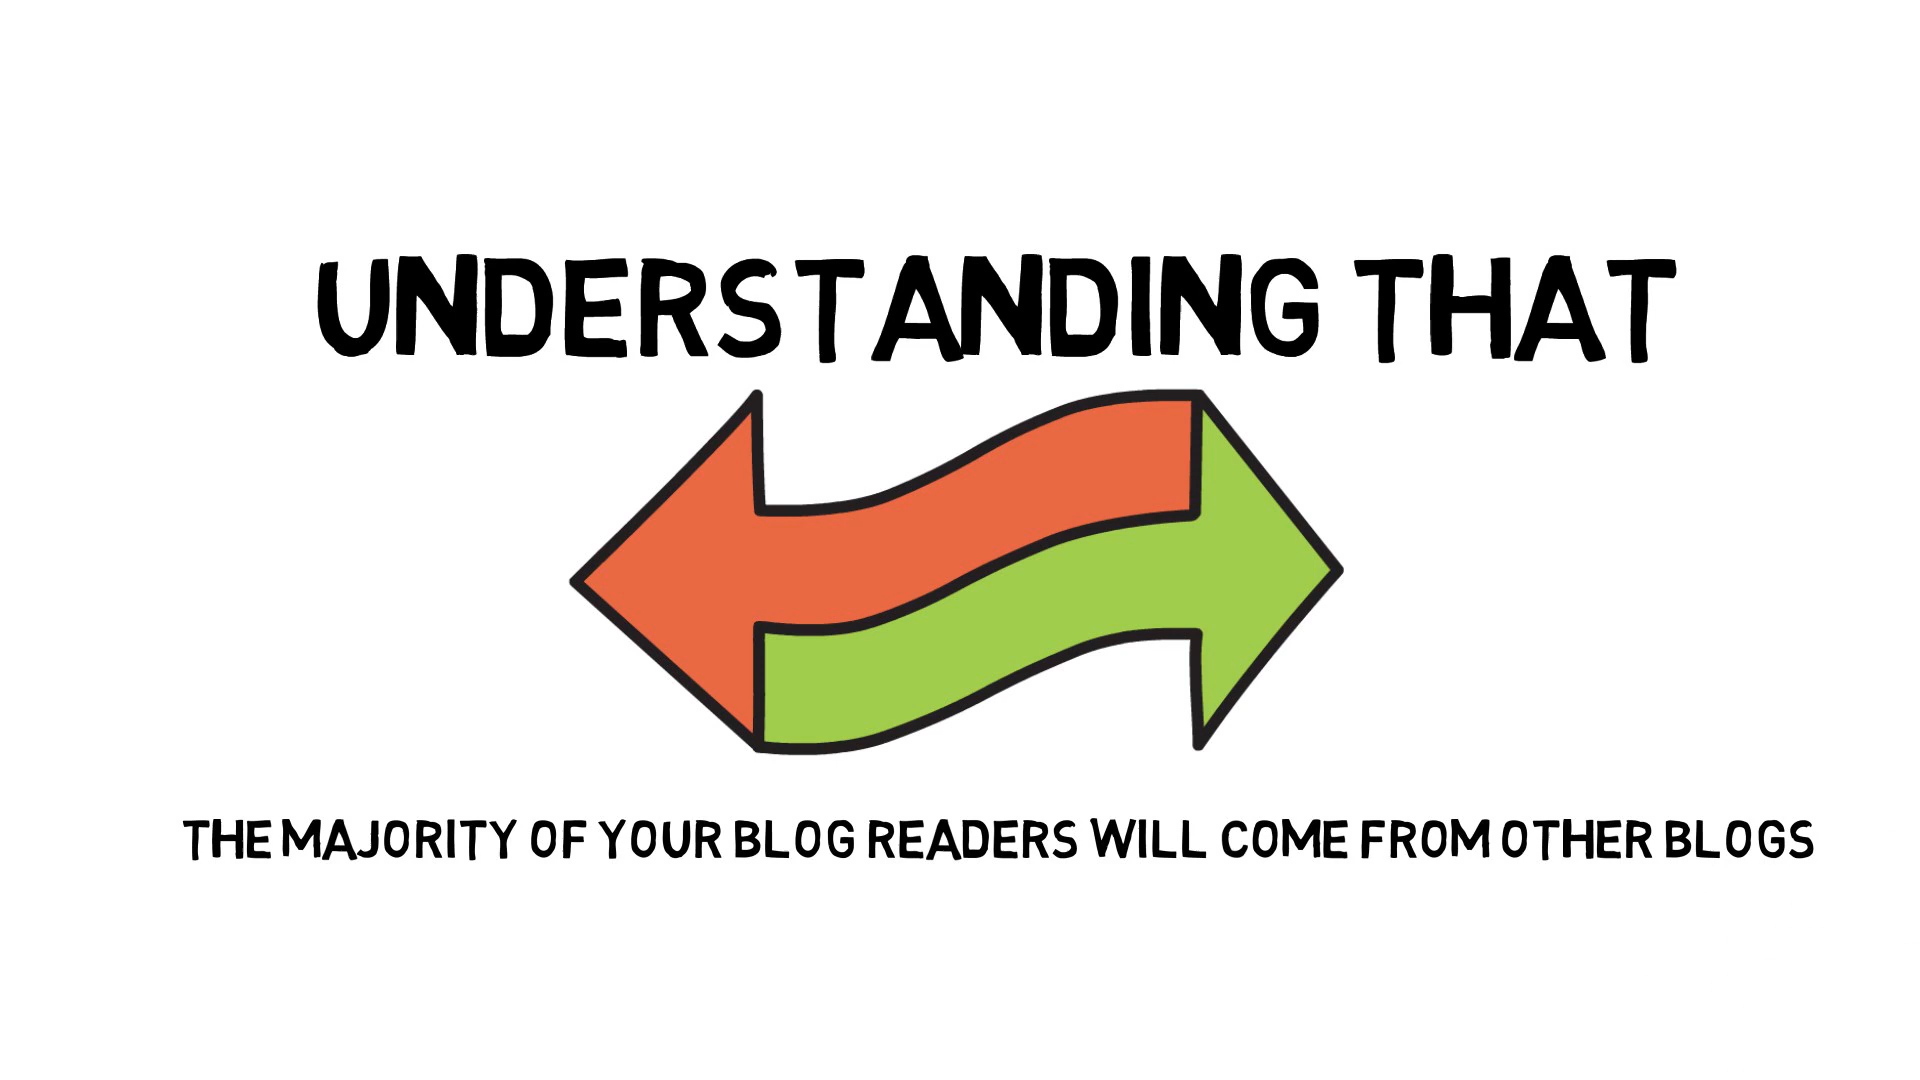 UNDERSTANDING THAT
THE MAJORITY OF YOUR BLOG READERS WILL COME FROM OTHER BLOGS